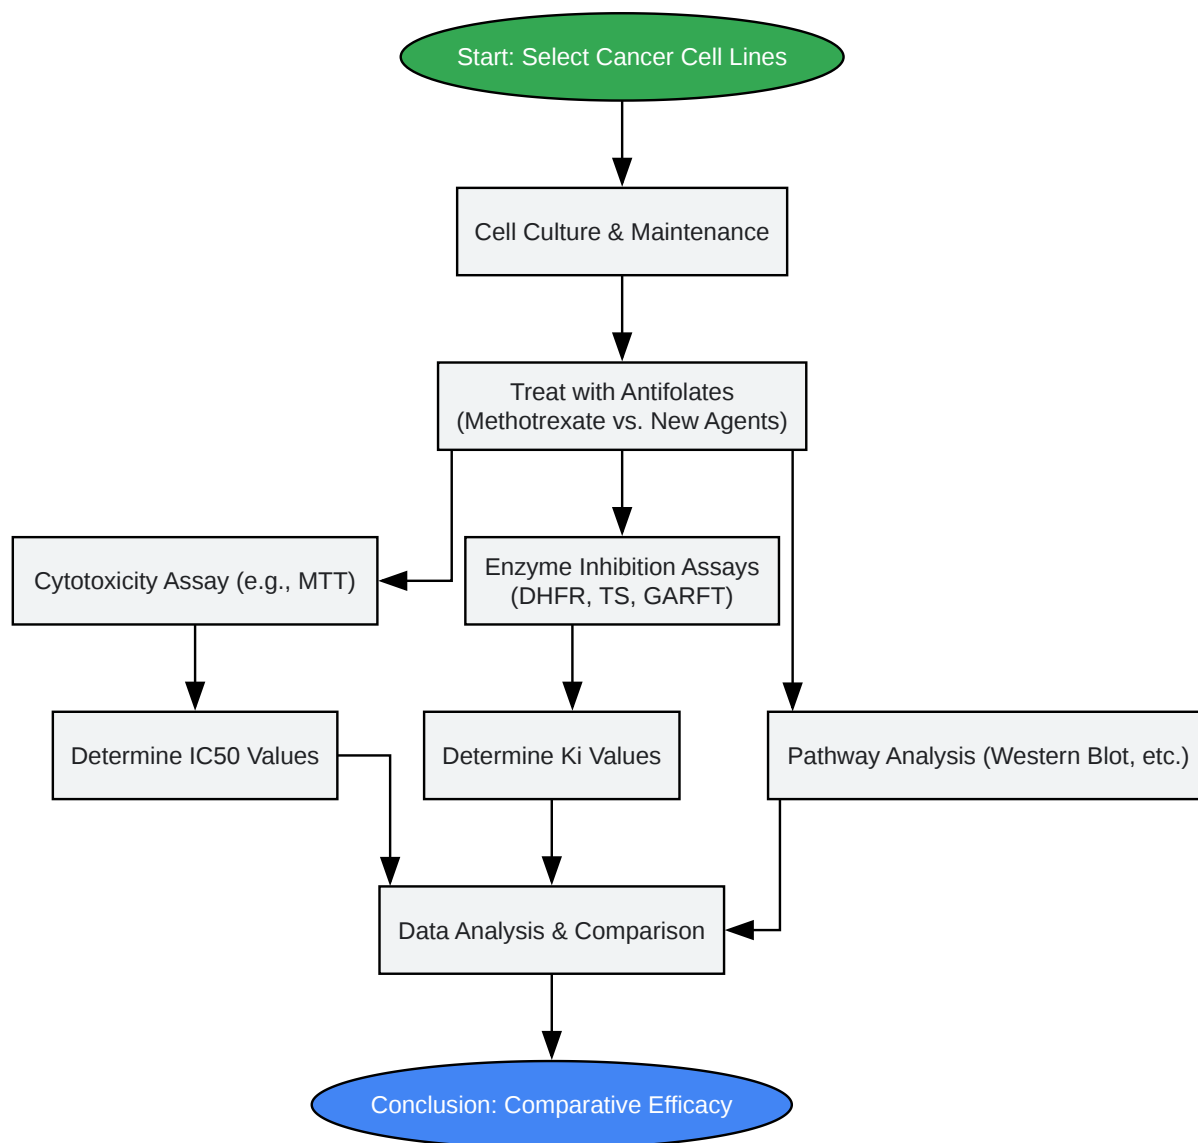 Start: Select Cancer Cell Lines
Cell Culture & Maintenance
Treat with Antifolates
(Methotrexate vs. New Agents)
Cytotoxicity Assay (e.g., MTT)
Enzyme Inhibition Assays
(DHFR, TS, GARFT)
Determine IC50 Values
Determine Ki Values
Pathway Analysis (Western Blot, etc.)
Data Analysis & Comparison
Conclusion: Comparative Efficacy